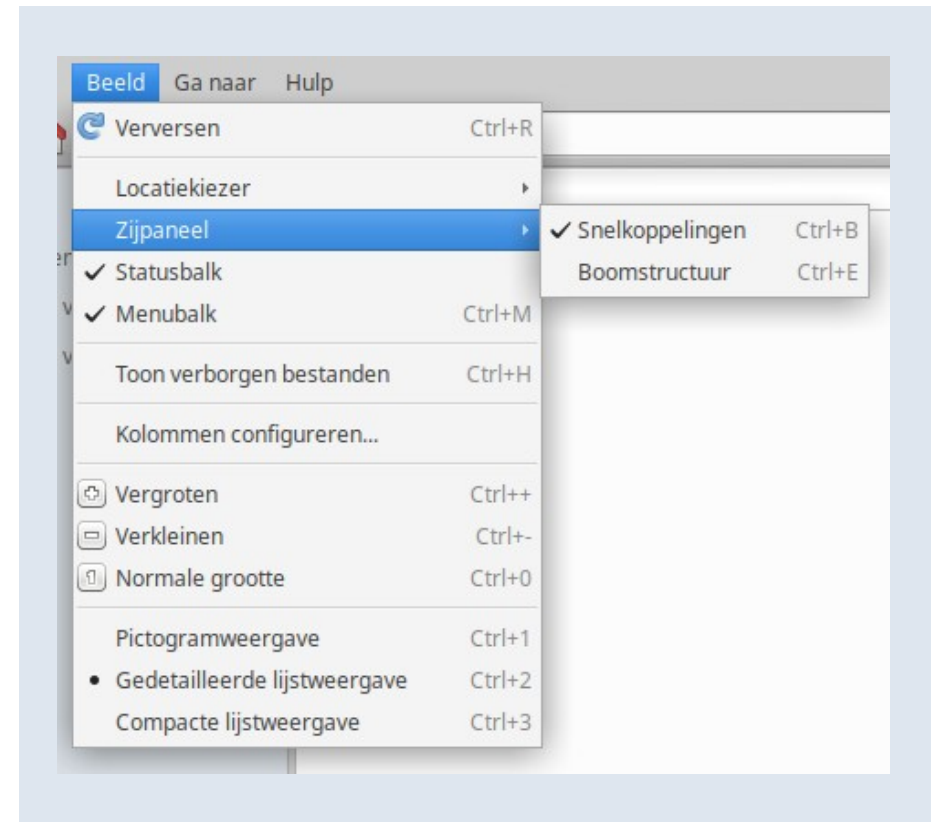 Beeld Ga naar Hulp
Verversen Ctrl+R
Locatiekiezer
Zijpaneel
Snelkoppelingen Ctrl+B
Boomstructuur Ctrl+E
Statusbalk
Menubalk Ctrl+M
Toon verborgen bestanden Ctrl+H
Kolommen configureren...
Vergroten Ctrl++
Verkleinen Ctrl+-
Normale grootte Ctrl+0
Pictogramweergave Ctrl+1
Gedetailleerde lijstweergave Ctrl+2
Compacte lijstweergave Ctrl+3